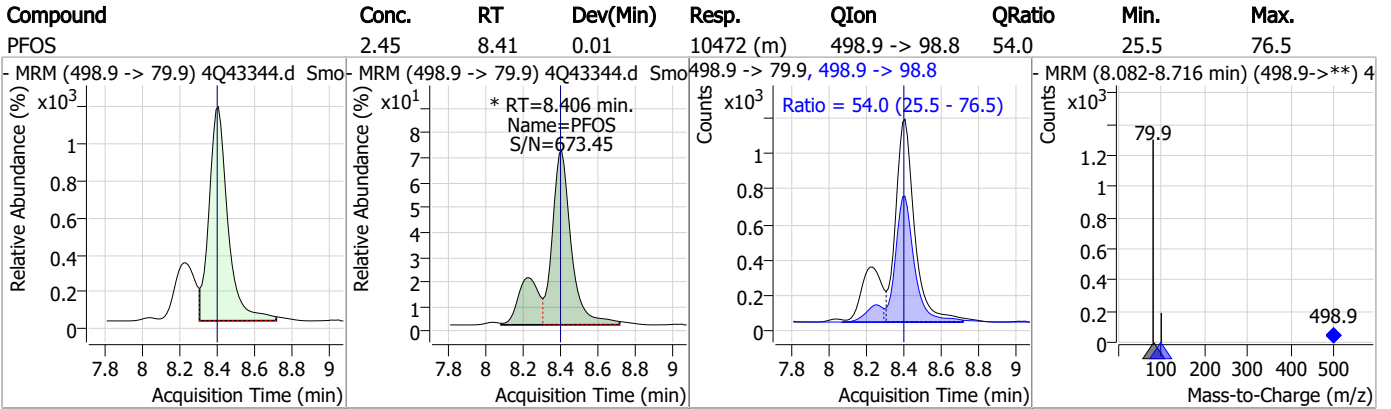 Compound Conc. RT Dev(Min) Resp. QIon QRatio Min. Max.
PFOS 2.45 8.41 0.01 10472 (m) 498.9 -> 98.8 54.0 25.5 76.5
- MRM (498.9 -> 79.9) 4Q43344.d Smo
Relative Abundance (%)
x10³
1
0.8
0.6
0.4
0.2
0
7.8 8 8.2 8.4 8.6 8.8 9
Acquisition Time (min)
- MRM (498.9 -> 79.9) 4Q43344.d Smo
Relative Abundance (%)
x10¹
* RT=8.406 min.
Name=PFOS
S/N=673.45
8
7
6
5
4
3
2
1
0
7.8 8 8.2 8.4 8.6 8.8 9
Acquisition Time (min)
498.9 -> 79.9, 498.9 -> 98.8
Counts
x10³
Ratio = 54.0 (25.5 - 76.5)
1
0.8
0.6
0.4
0.2
0
7.8 8 8.2 8.4 8.6 8.8 9
Acquisition Time (min)
- MRM (8.082-8.716 min) (498.9->**) 4
Counts
x10³
79.9
1.2
1
0.8
0.6
0.4
0.2
0
498.9
100 200 300 400 500
Mass-to-Charge (m/z)